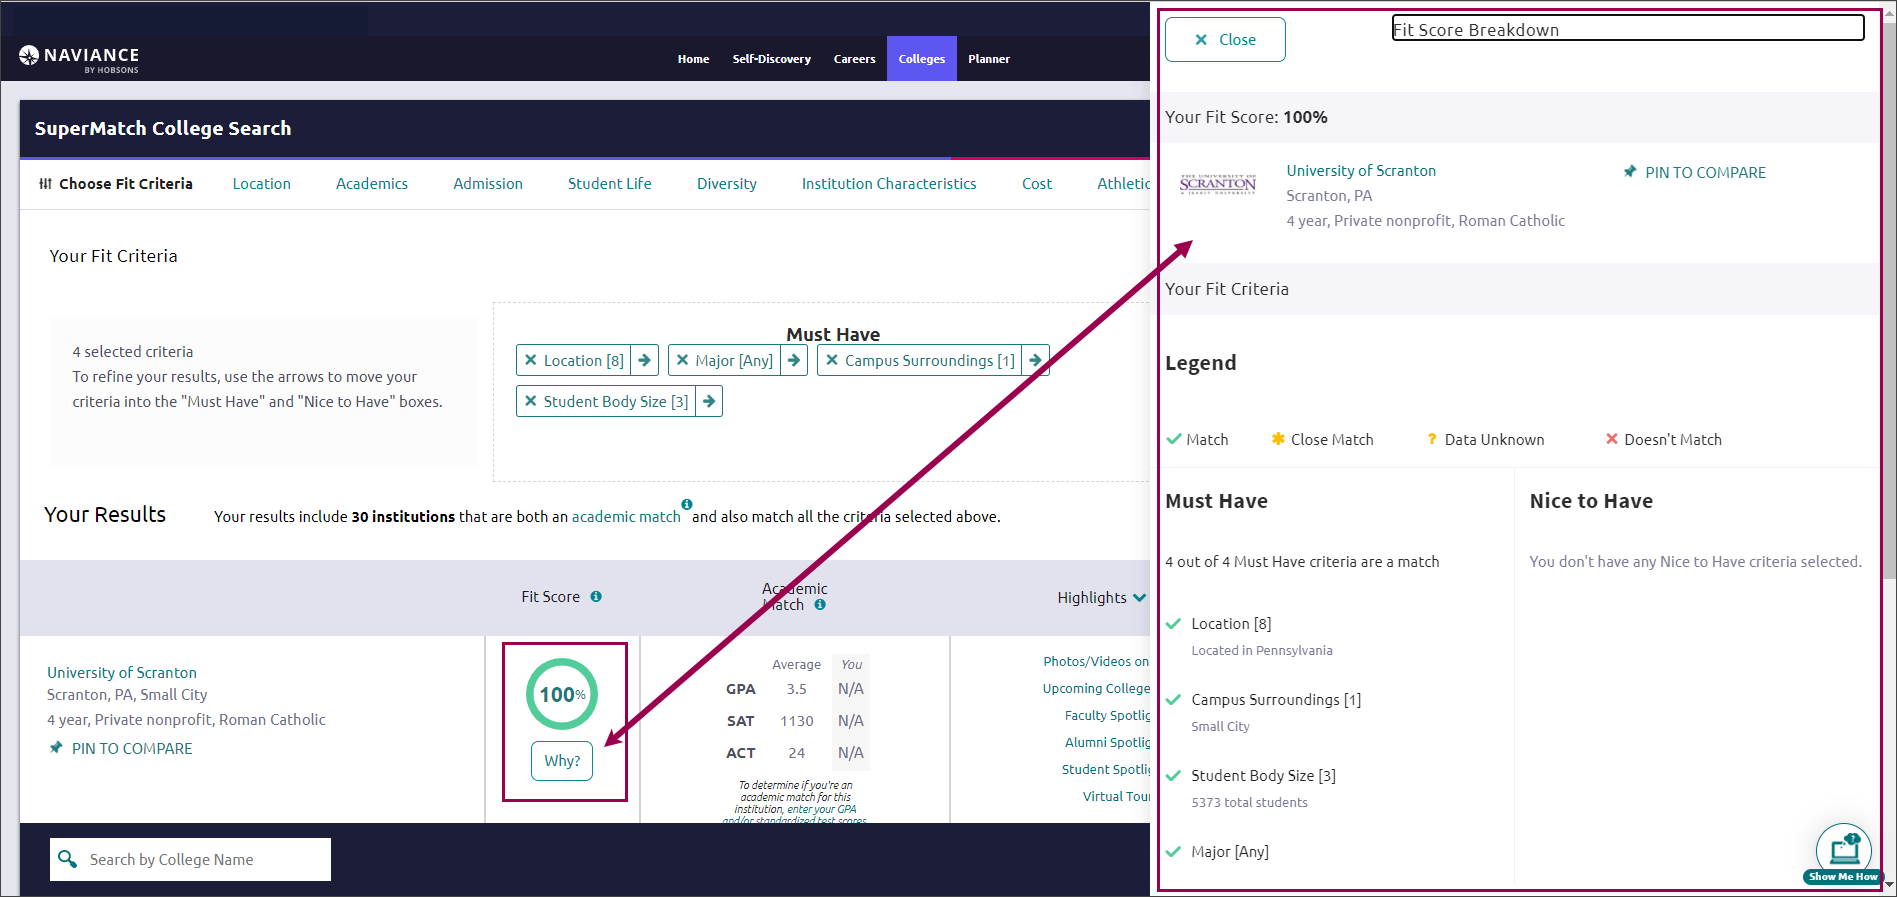 NAVIANCE
BY HOBSONS
Home Self-Discovery Careers Colleges Planner
SuperMatch College Search
Choose Fit Criteria Location Academics Admission Student Life Diversity Institution Characteristics Cost
Your Fit Criteria
4 selected criteria
To refine your results, use the arrows to move your
criteria into the "Must Have" and "Nice to Have" boxes.
Must Have
Location [8] Major [Any] Campus Surroundings [1]
Student Body Size [3]
Your Results
Your results include 30 institutions that are both an academic match and also match all the criteria selected above.
Fit Score
Academic
Match
Highlights
University of Scranton
Scranton, PA, Small City
4 year, Private nonprofit, Roman Catholic
PIN TO COMPARE
100%
Why?
Average You
GPA 3.5 N/A
SAT 1130 N/A
ACT 24 N/A
To determine if you're an
academic match for this
institution, enter your GPA
and/or standardized test scores
Photos/Videos on
Upcoming College
Faculty
Alumni
Student
Virtual
Search by College Name
Close
Fit Score Breakdown
Your Fit Score: 100%
THE UNIVERSITY OF
SCRANTON
A JESUIT UNIVERSITY
University of Scranton
Scranton, PA
4 year, Private nonprofit, Roman Catholic
PIN TO COMPARE
Your Fit Criteria
Legend
Match Close Match ? Data Unknown Doesn't Match
Must Have
4 out of 4 Must Have criteria are a match
Location [8]
Located in Pennsylvania
Campus Surroundings [1]
Small City
Student Body Size [3]
5373 total students
Major [Any]
Nice to Have
You don't have any Nice to Have criteria selected.
?
Show Me How